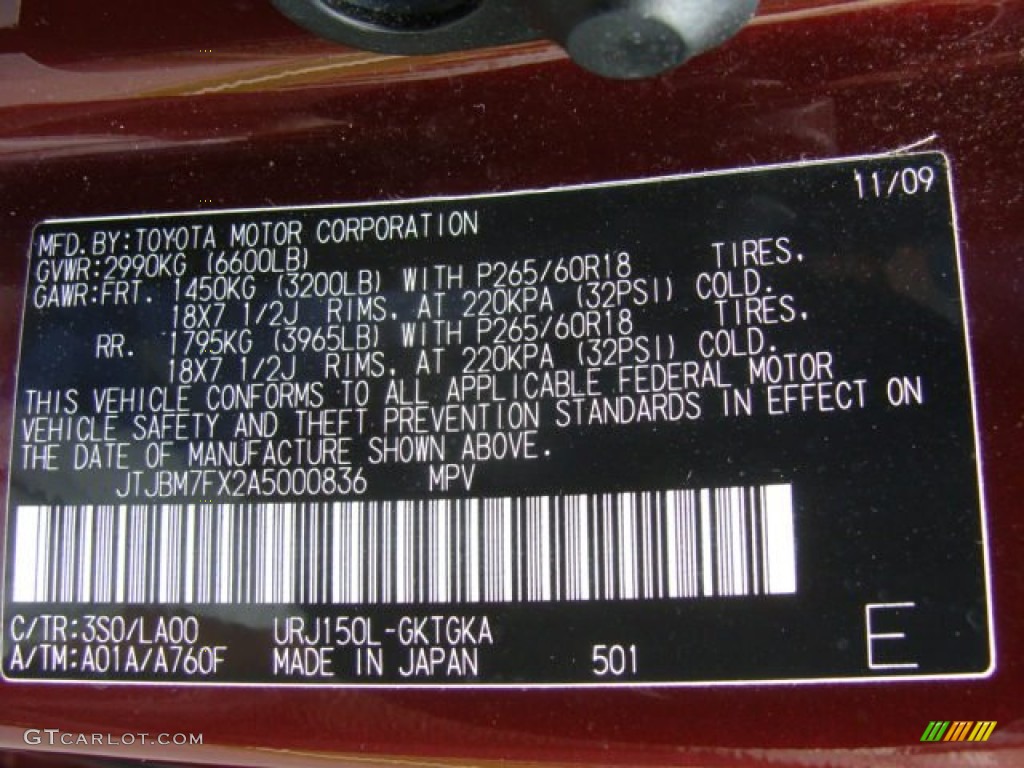 11/09
MFD. BY:TOYOTA MOTOR CORPORATION
GVWR:2990KG (6600LB)
GAWR:FRT. 1450KG (3200LB) WITH P265/60R18 TIRES,
18X7 1/2J RIMS, AT 220KPA (32PSI) COLD.
RR. 1795KG (3965LB) WITH P265/60R18 TIRES,
18X7 1/2J RIMS, AT 220KPA (32PSI) COLD.
THIS VEHICLE CONFORMS TO ALL APPLICABLE FEDERAL MOTOR
VEHICLE SAFETY AND THEFT PREVENTION STANDARDS IN EFFECT ON
THE DATE OF MANUFACTURE SHOWN ABOVE.
JTJBM7FX2A5000836 MPV
C/TR:3S0/LA00 URJ150L-GKTGKA
A/TM:A01A/A760F MADE IN JAPAN 501 E
GTCARLOT.COM